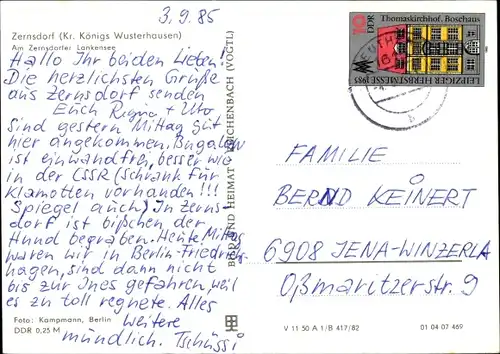 3.9.85
Zernsdorf (Kr. Königs Wusterhausen)
Am Zernsdorfer Lankensee
Hallo Ihr beiden Lieben!
Die herzlichsten Grüße
aus Zernsdorf senden
Euch Regina + Uto
Sind gestern Mittag gut
hier angekommen. Bungalow
ist einwandfrei, besser wie
in der CSSR (Schrank für
Klamotten vorhanden!!!
Spiegel auch) In Zerns-
dorf ist bißchen der
Hund begraben. Heute Mittag
waren wir in Berlin-Friedrichs-
hagen, sind dann nicht
bis zur Ines gefahren, weil
es zu toll regnete. Alles
weitere
mündlich. Tschüssi
Foto: Kampmann, Berlin
DDR 0,25 M
BILD UND HEIMAT REICHENBACH (VOGTL)
10 DDR
Thomaskirchhof, Boschaus
LEIPZIGER HERBSTMESSE 1985
b
FAMILIE
BERND KEINERT
6908 JENA-WINZERLA
Oßmaritzerstr. 9
V 11 50 A 1/B 417/82
01 04 07 469